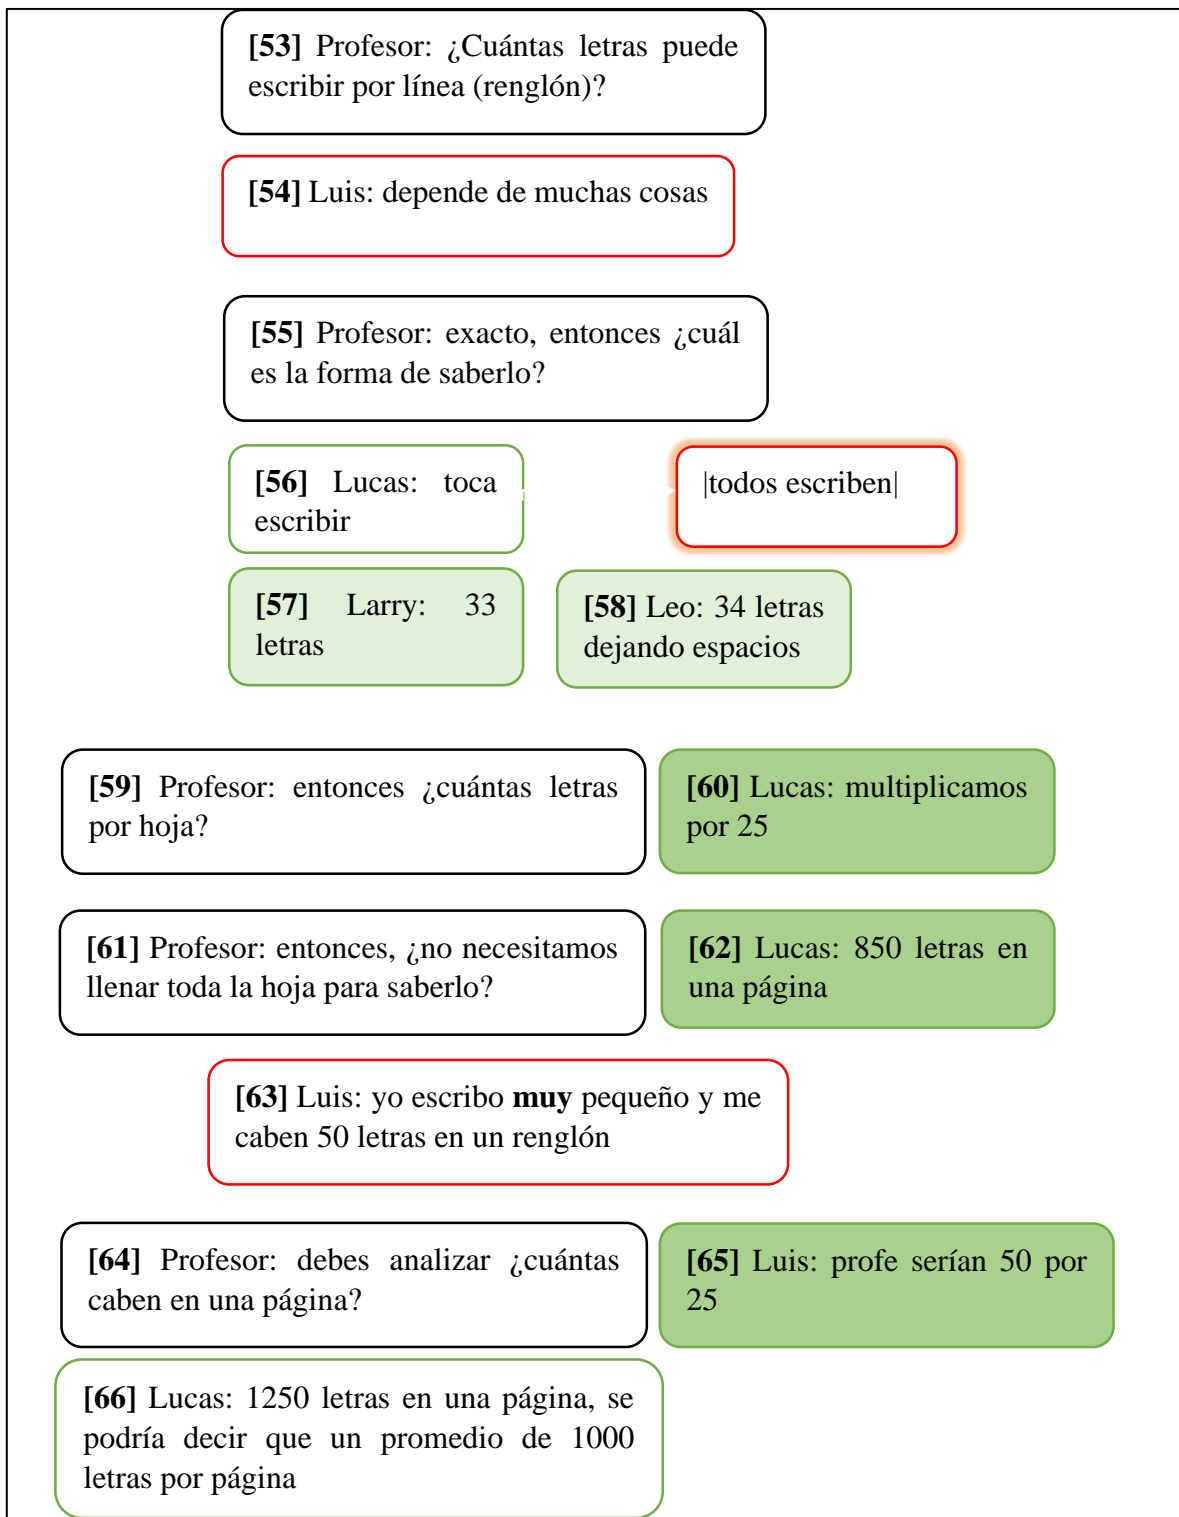 [53] Profesor: ¿Cuántas letras puede
escribir por línea (renglón)?
[54] Luis: depende de muchas cosas
[55] Profesor: exacto, entonces ¿cuál
es la forma de saberlo?
[56] Lucas: toca
escribir
|todos escriben|
[57] Larry: 33
letras
[58] Leo: 34 letras
dejando espacios
[59] Profesor: entonces ¿cuántas letras
por hoja?
[60] Lucas: multiplicamos
por 25
[61] Profesor: entonces, ¿no necesitamos
llenar toda la hoja para saberlo?
[62] Lucas: 850 letras en
una página
[63] Luis: yo escribo muy pequeño y me
caben 50 letras en un renglón
[64] Profesor: debes analizar ¿cuántas
caben en una página?
[65] Luis: profe serían 50 por
25
[66] Lucas: 1250 letras en una página, se
podría decir que un promedio de 1000
letras por página